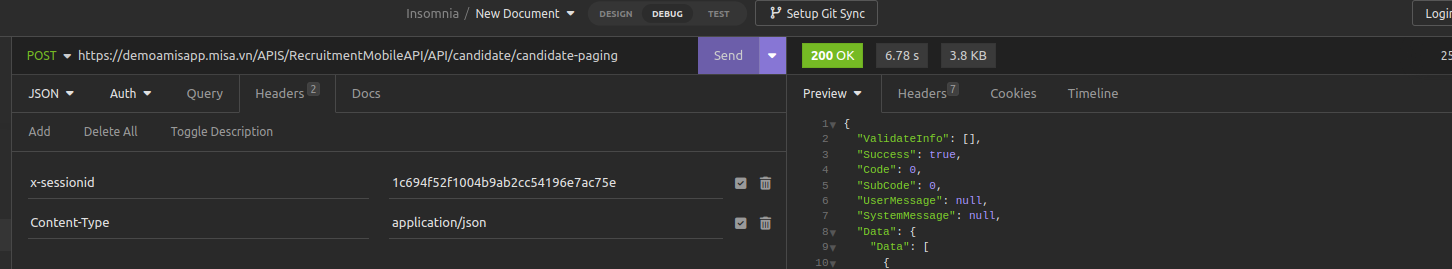 Insomnia / New Document DESIGN DEBUG TEST Setup Git Sync Login
POST https://demoamisapp.misa.vn/APIS/RecruitmentMobileAPI/API/candidate/candidate-paging Send 200 OK 6.78 s 3.8 KB 25
JSON Auth Query Headers 2 Docs
Add Delete All Toggle Description
x-sessionid 1c694f52f1004b9ab2cc54196e7ac75e
Content-Type application/json
Preview Headers 7 Cookies Timeline
1 {
2 "ValidateInfo": [],
3 "Success": true,
4 "Code": 0,
5 "SubCode": 0,
6 "UserMessage": null,
7 "SystemMessage": null,
8 "Data": {
9 "Data": [
10 {